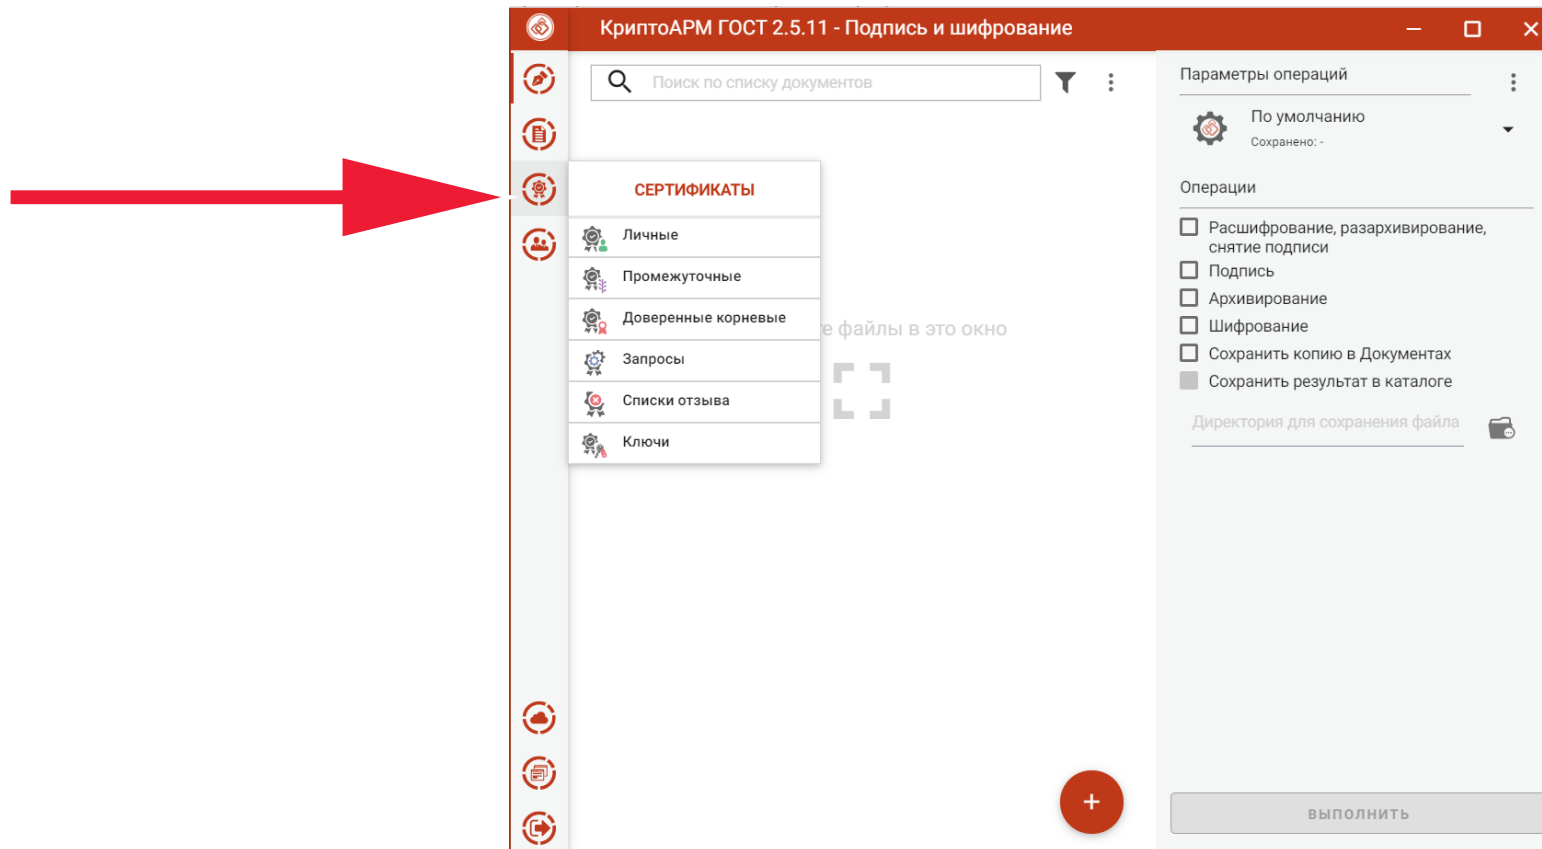 КриптоАРМ ГОСТ 2.5.11 - Подпись и шифрование
Поиск по списку документов
СЕРТИФИКАТЫ
Личные
Промежуточные
Доверенные корневые
Запросы
Списки отзыва
Ключи
файлы в это окно
Параметры операций
По умолчанию
Сохранено: -
Операции
Расшифрование, разархивирование,
снятие подписи
Подпись
Архивирование
Шифрование
Сохранить копию в Документах
Сохранить результат в каталоге
Директория для сохранения файла
ВЫПОЛНИТЬ